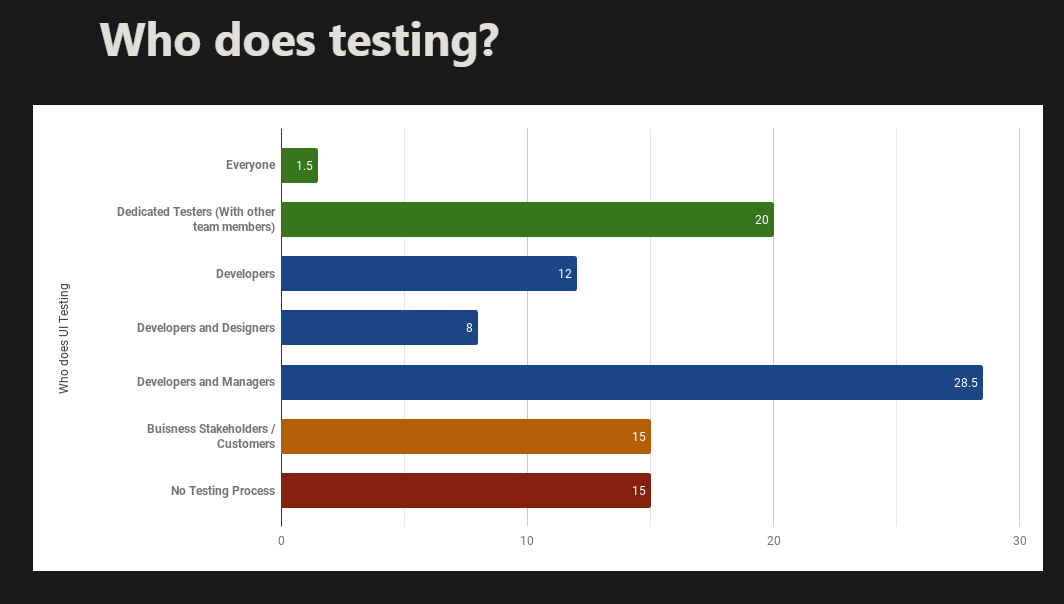 Who does testing?
Who does UI Testing
Everyone
1.5
Dedicated Testers (With other
team members)
20
Developers
12
Developers and Designers
8
Developers and Managers
28.5
Buisness Stakeholders /
Customers
15
No Testing Process
15
0 10 20 30